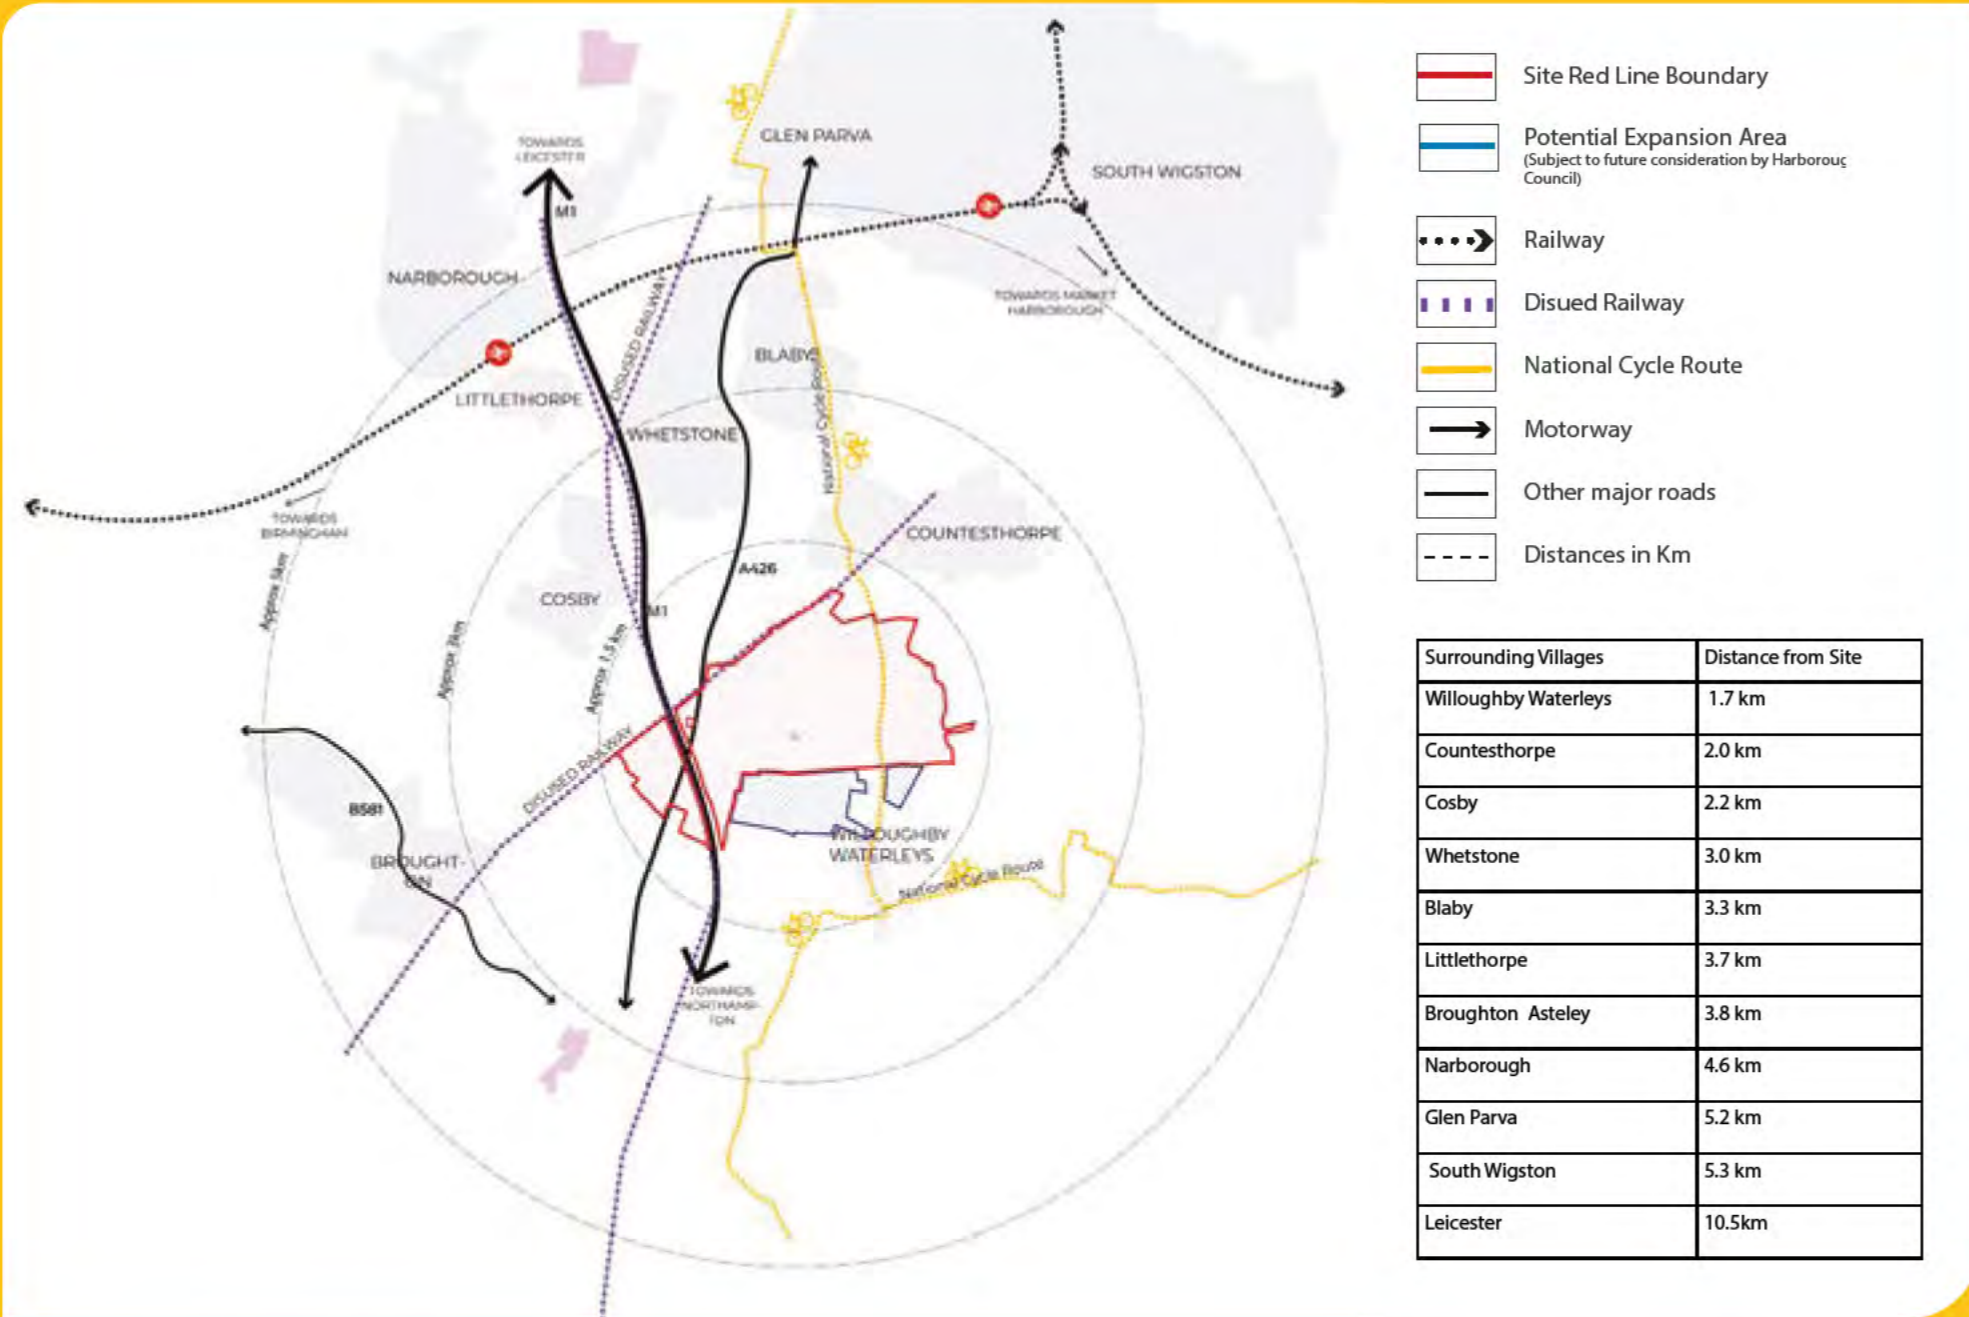 TOWARDS
LEICESTER
M1
GLEN PARVA
SOUTH WIGSTON
NARBOROUGH
TOWARDS MARKET
HARBOROUGH
DISUSED RAILWAY
BLABY
National Cycle Route
LITTLETHORPE
WHETSTONE
TOWARDS
BIRMINGHAM
COUNTESTHORPE
A426
COSBY
M1
Approx 5km
Approx 3km
Approx 1.5 km
DISUSED RAILWAY
B581
BROUGHT-
ON
WILLOUGHBY
WATERLEYS
National Cycle Route
TOWARDS
NORTHAMP-
TON
Site Red Line Boundary
Potential Expansion Area
(Subject to future consideration by Harboroug
Council)
Railway
Disued Railway
National Cycle Route
Motorway
Other major roads
Distances in Km
Surrounding Villages Distance from Site
Willoughby Waterleys 1.7 km
Countesthorpe 2.0 km
Cosby 2.2 km
Whetstone 3.0 km
Blaby 3.3 km
Littlethorpe 3.7 km
Broughton Asteley 3.8 km
Narborough 4.6 km
Glen Parva 5.2 km
South Wigston 5.3 km
Leicester 10.5km